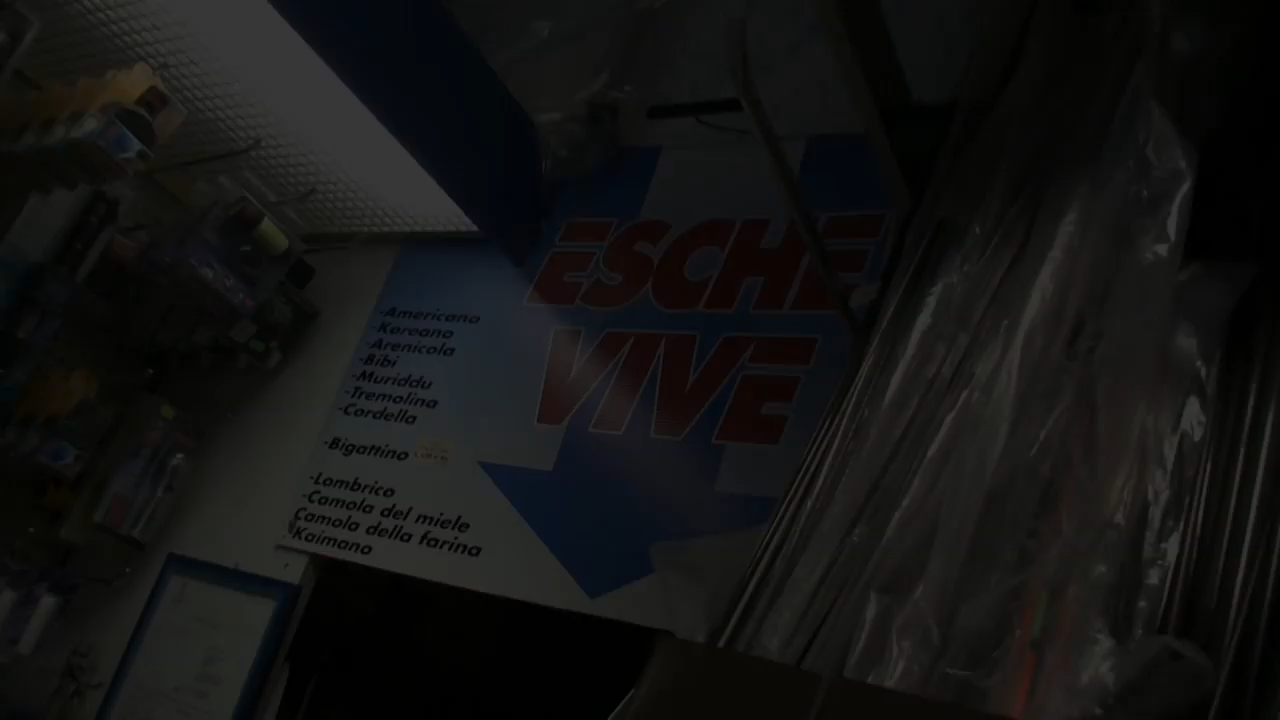 ESCHE
VIVE
-Americano
-Koreano
-Arenicola
-Bibi
-Muriddu
-Tremolina
-Cordella
-Bigattino
-Lombrico
-Camola del miele
Camola della farina
-Kaimano